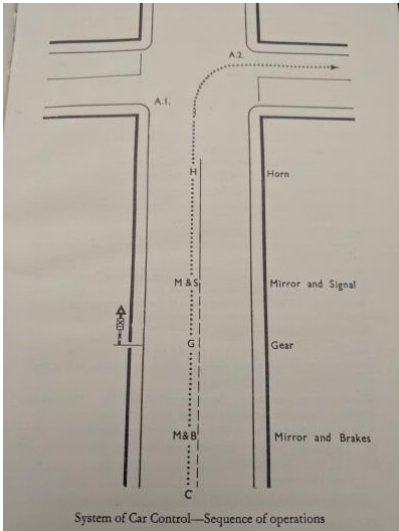 A.2.
A.1.
H Horn
M & S Mirror and Signal
G Gear
M & B Mirror and Brakes
C
System of Car Control—Sequence of operations